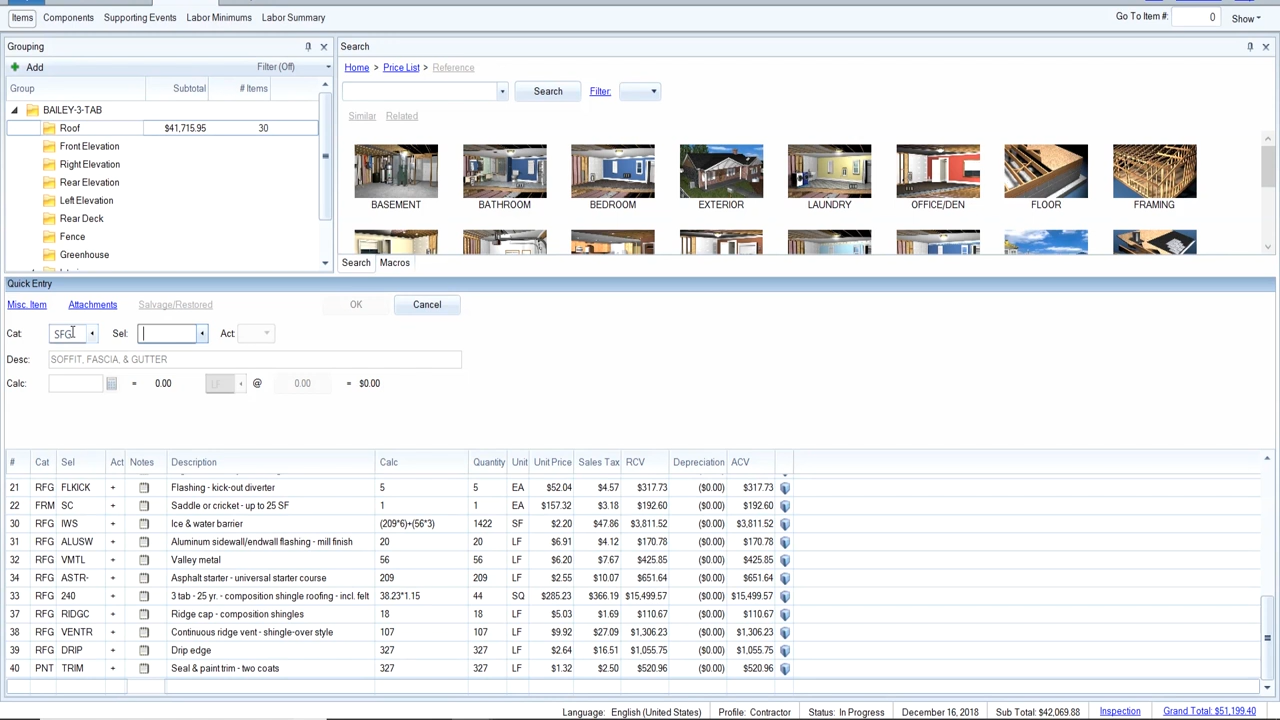 Items Components Supporting Events Labor Minimums Labor Summary Go To Item #: 0 Show
Grouping
Add Filter (Off)
Group Subtotal # Items
BAILEY-3-TAB
Roof $41,715.95 30
Front Elevation
Right Elevation
Rear Elevation
Left Elevation
Rear Deck
Fence
Greenhouse
Search
Home > Price List > Reference
Search Filter:
Similar Related
BASEMENT BATHROOM BEDROOM EXTERIOR LAUNDRY OFFICE/DEN FLOOR FRAMING
Search Macros
Quick Entry
Misc. Item Attachments Salvage/Restored OK Cancel
Cat: SFG Sel: Act:
Desc: SOFFIT, FASCIA, & GUTTER
Calc: = 0.00 LF @ 0.00 = $0.00
# Cat Sel Act Notes Description Calc Quantity Unit Unit Price Sales Tax RCV Depreciation ACV
21 RFG FLKICK + Flashing - kick-out diverter 5 5 EA $52.04 $4.57 $317.73 ($0.00) $317.73
22 FRM SC + Saddle or cricket - up to 25 SF 1 1 EA $157.32 $3.18 $192.60 ($0.00) $192.60
30 RFG IWS + Ice & water barrier (209*6)+(56*3) 1422 SF $2.20 $47.86 $3,811.52 ($0.00) $3,811.52
31 RFG ALUSW + Aluminum sidewall/endwall flashing - mill finish 20 20 LF $6.91 $4.12 $170.78 ($0.00) $170.78
32 RFG VMTL + Valley metal 56 56 LF $6.20 $7.67 $425.85 ($0.00) $425.85
34 RFG ASTR- + Asphalt starter - universal starter course 209 209 LF $2.55 $10.07 $651.64 ($0.00) $651.64
33 RFG 240 + 3 tab - 25 yr. - composition shingle roofing - incl. felt 38.23*1.15 44 SQ $285.23 $366.19 $15,499.57 ($0.00) $15,499.57
37 RFG RIDGC + Ridge cap - composition shingles 18 18 LF $5.03 $1.69 $110.67 ($0.00) $110.67
38 RFG VENTR + Continuous ridge vent - shingle-over style 107 107 LF $9.92 $27.09 $1,306.23 ($0.00) $1,306.23
39 RFG DRIP + Drip edge 327 327 LF $2.64 $16.51 $1,055.75 ($0.00) $1,055.75
40 PNT TRIM + Seal & paint trim - two coats 327 327 LF $1.32 $2.50 $520.96 ($0.00) $520.96
Language: English (United States) Profile: Contractor Status: In Progress December 16, 2018 Sub Total: $42,069.88 Inspection Grand Total: $51,199.40